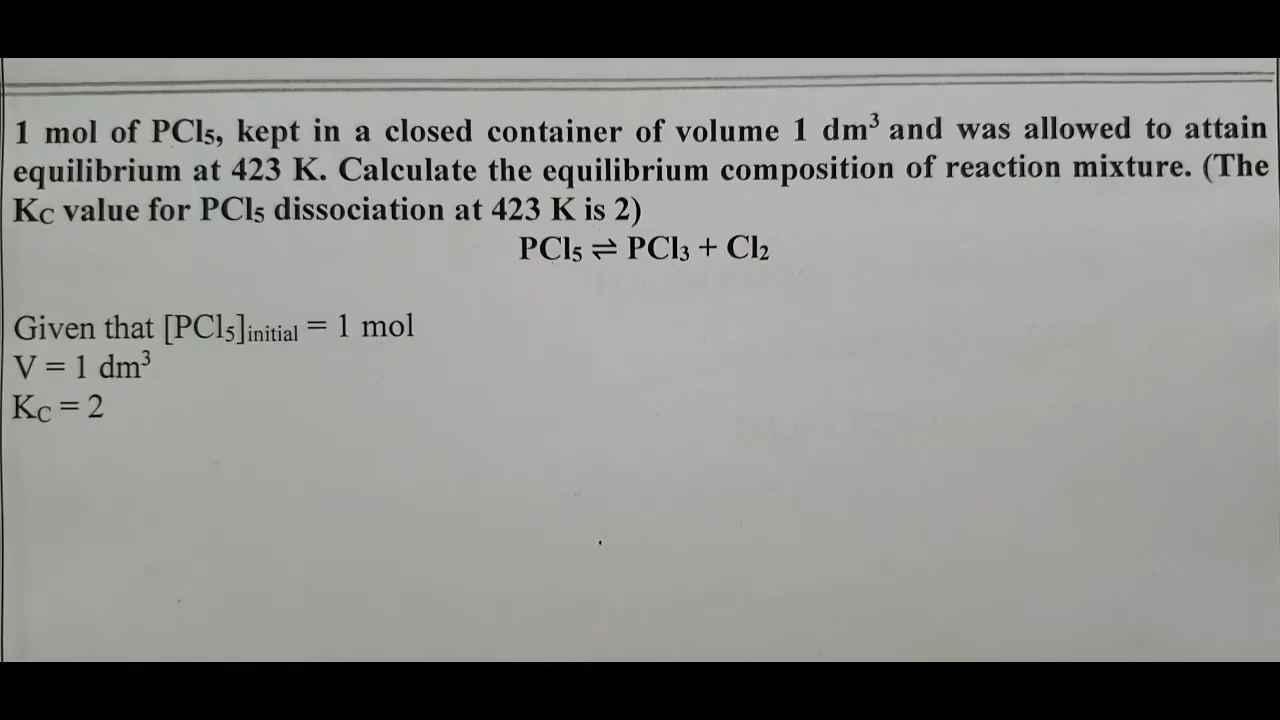 1 mol of PCl₅, kept in a closed container of volume 1 dm³ and was allowed to attain
equilibrium at 423 K. Calculate the equilibrium composition of reaction mixture. (The
K_C value for PCl₅ dissociation at 423 K is 2)
PCl₅ ⇌ PCl₃ + Cl₂
Given that [PCl₅]initial = 1 mol
V = 1 dm³
K_C = 2